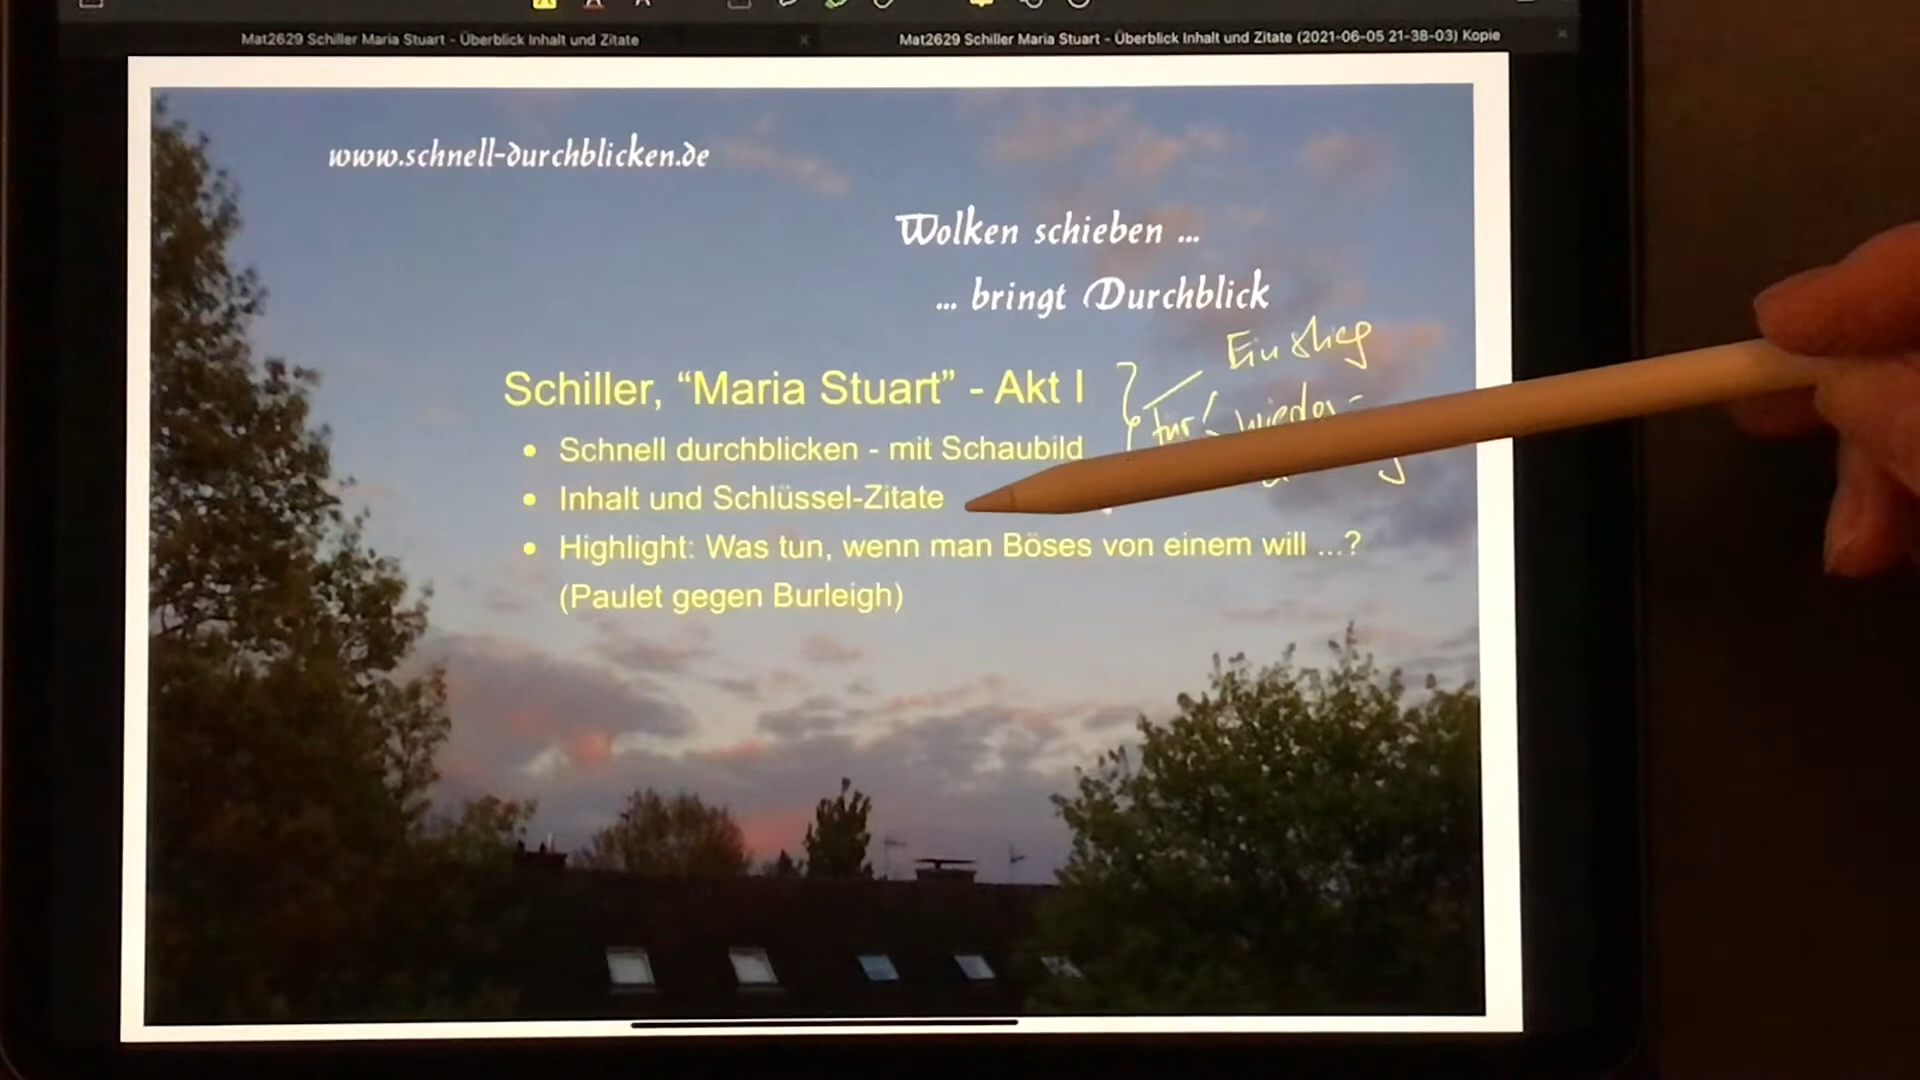 Mat2629 Schiller Maria Stuart - Überblick Inhalt und Zitate
Mat2629 Schiller Maria Stuart - Überblick Inhalt und Zitate (2021-06-05 21-38-03) Kopie
www.schnell-durchblicken.de
Wolken schieben ...
... bringt Durchblick
Einstieg
Schiller, “Maria Stuart” - Akt I
für
Schnell durchblicken - mit Schaubild
Inhalt und Schlüssel-Zitate
Highlight: Was tun, wenn man Böses von einem will ...?
(Paulet gegen Burleigh)